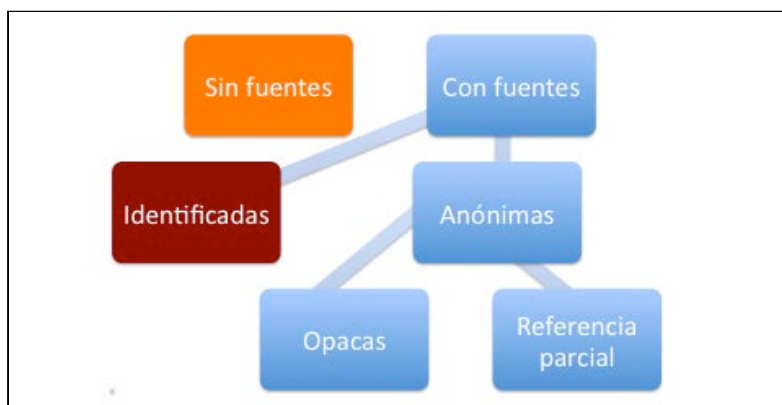 Sin fuentes
Con fuentes
Identificadas
Anónimas
Opacas
Referencia
parcial